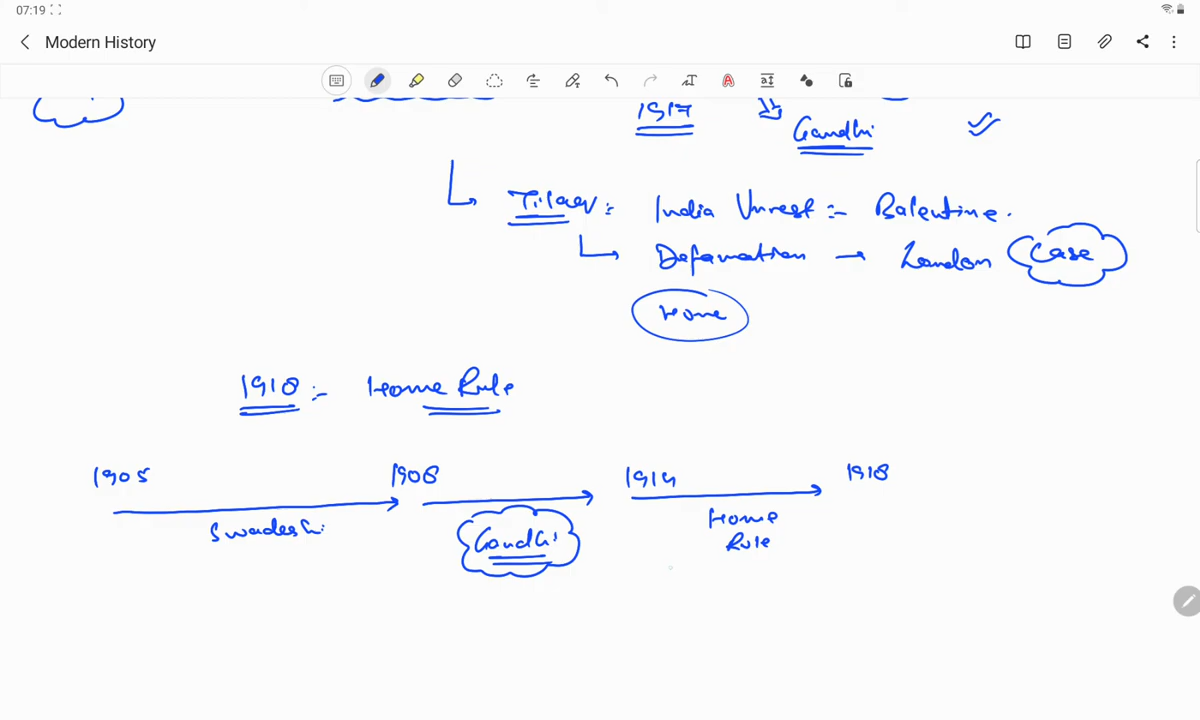 07:19
Modern History
1917
Gandhi
Tilak := India Unrest :- Balentine.
Defamation → London Case
Home
1918 :- Home Rule
1905 1908 1914 1918
Swadeshi Gandhi Home
Rule